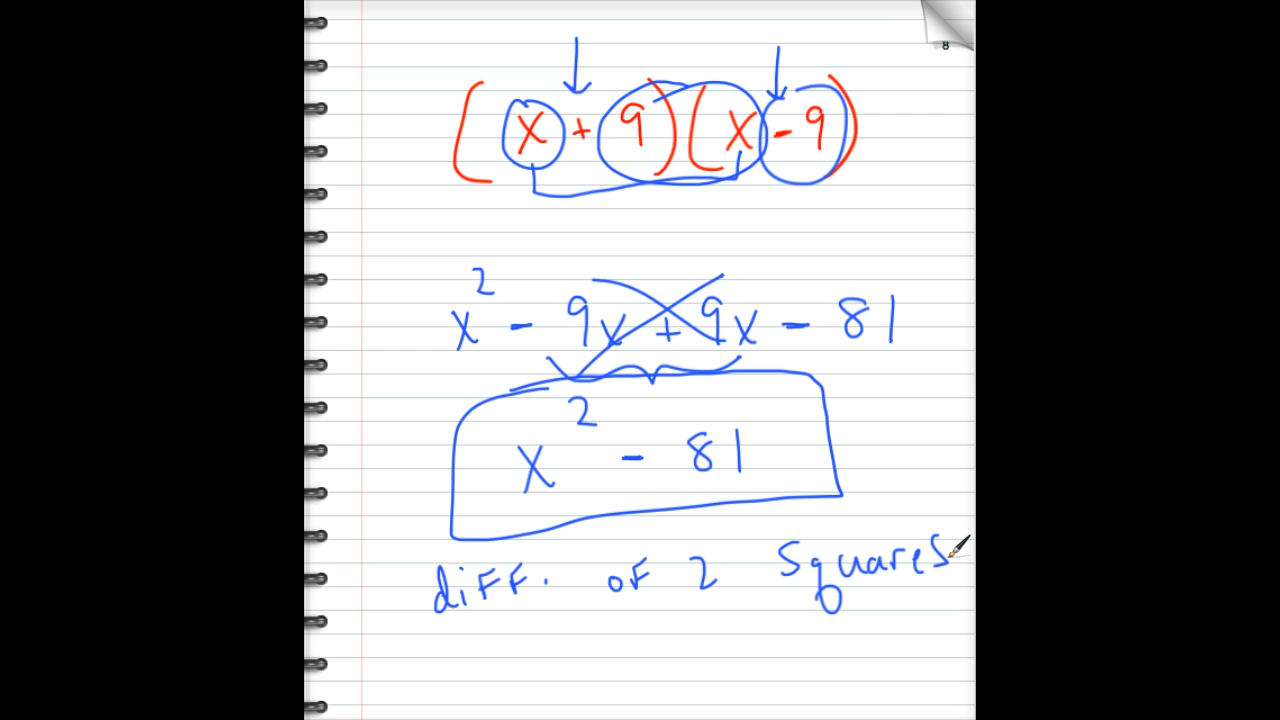 8
(x + 9)(x - 9)
x² - 9x + 9x - 81
x² - 81
diff. of 2 squares